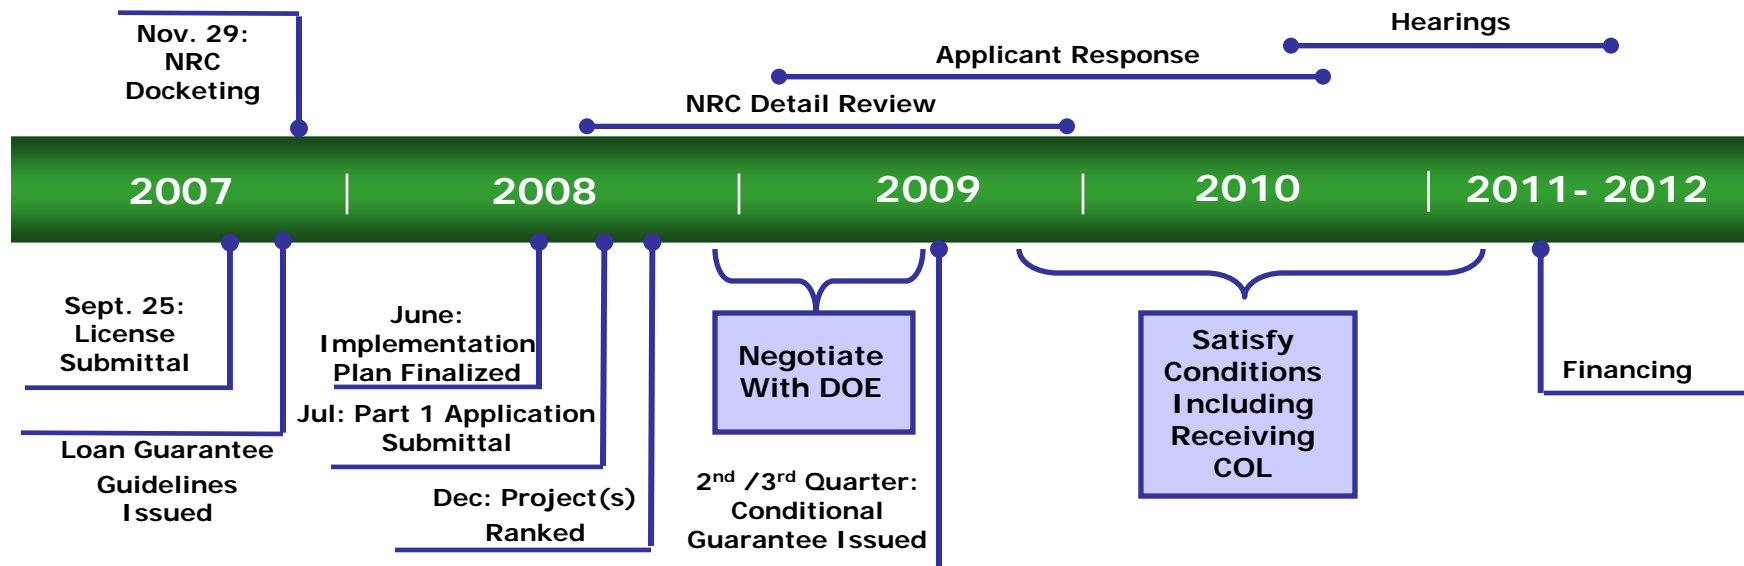 Nov. 29:
NRC
Docketing
Hearings
Applicant Response
NRC Detail Review
2007 | 2008 | 2009 | 2010 | 2011- 2012
Sept. 25:
License
Submittal
Loan Guarantee
Guidelines
Issued
June:
Implementation
Plan Finalized
Jul: Part 1 Application
Submittal
Dec: Project(s)
Ranked
Negotiate
With DOE
2nd /3rd Quarter:
Conditional
Guarantee Issued
Satisfy
Conditions
Including
Receiving
COL
Financing